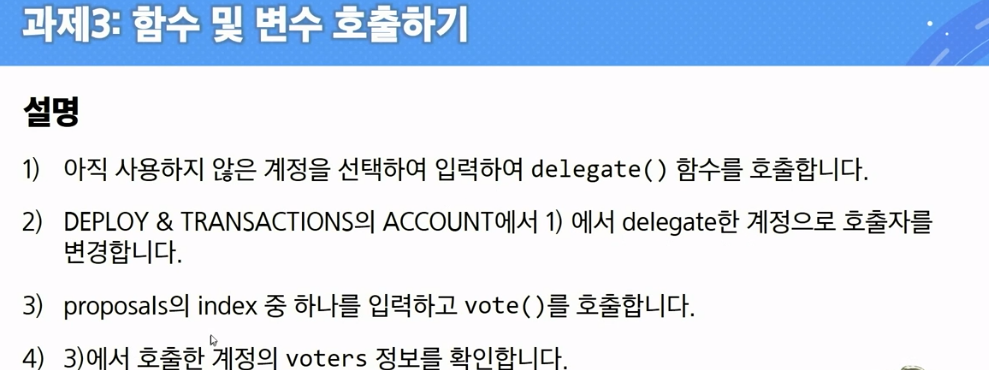 과제3: 함수 및 변수 호출하기
설명
1) 아직 사용하지 않은 계정을 선택하여 입력하여 delegate() 함수를 호출합니다.
2) DEPLOY & TRANSACTIONS의 ACCOUNT에서 1) 에서 delegate한 계정으로 호출자를
변경합니다.
3) proposals의 index 중 하나를 입력하고 vote()를 호출합니다.
4) 3)에서 호출한 계정의 voters 정보를 확인합니다.